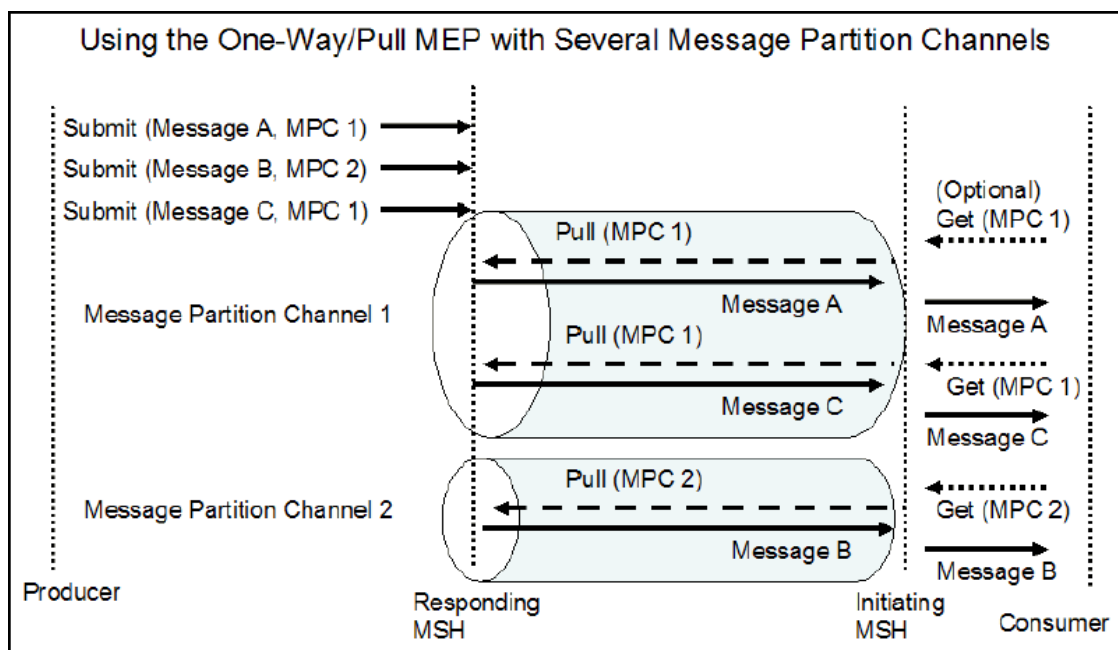 Using the One-Way/Pull MEP with Several Message Partition Channels
Submit (Message A, MPC 1)
Submit (Message B, MPC 2)
Submit (Message C, MPC 1)
(Optional)
Get (MPC 1)
Pull (MPC 1)
Message A
Message Partition Channel 1
Message A
Pull (MPC 1)
Get (MPC 1)
Message C
Message C
Pull (MPC 2)
Message Partition Channel 2
Get (MPC 2)
Message B
Message B
Producer
Responding
MSH
Initiating
MSH
Consumer